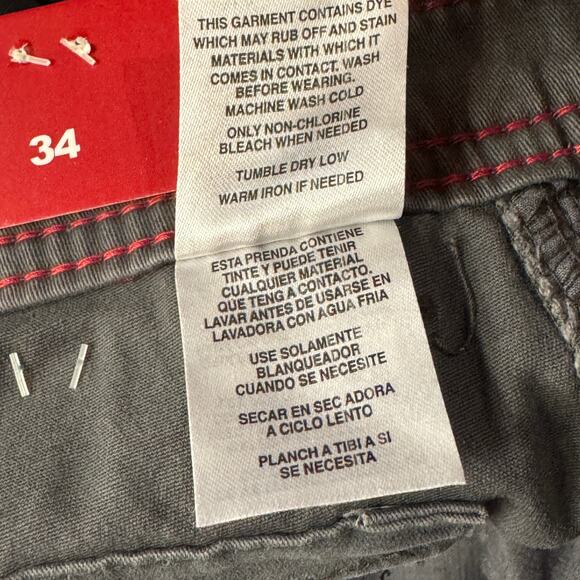 34
THIS GARMENT CONTAINS DYE
WHICH MAY RUB OFF AND STAIN
MATERIALS WITH WHICH IT
COMES IN CONTACT. WASH
BEFORE WEARING.
MACHINE WASH COLD
ONLY NON-CHLORINE
BLEACH WHEN NEEDED
TUMBLE DRY LOW
WARM IRON IF NEEDED
ESTA PRENDA CONTIENE
TINTE Y PUEDE TENIR
CUALQUIER MATERIAL
QUE TENG A CONTACTO.
LAVAR ANTES DE USARSE EN
LAVADORA CON AGUA FRIA
USE SOLAMENTE
BLANQUEADOR
CUANDO SE NECESITE
SECAR EN SEC ADORA
A CICLO LENTO
PLANCH A TIBI A SI
SE NECESITA